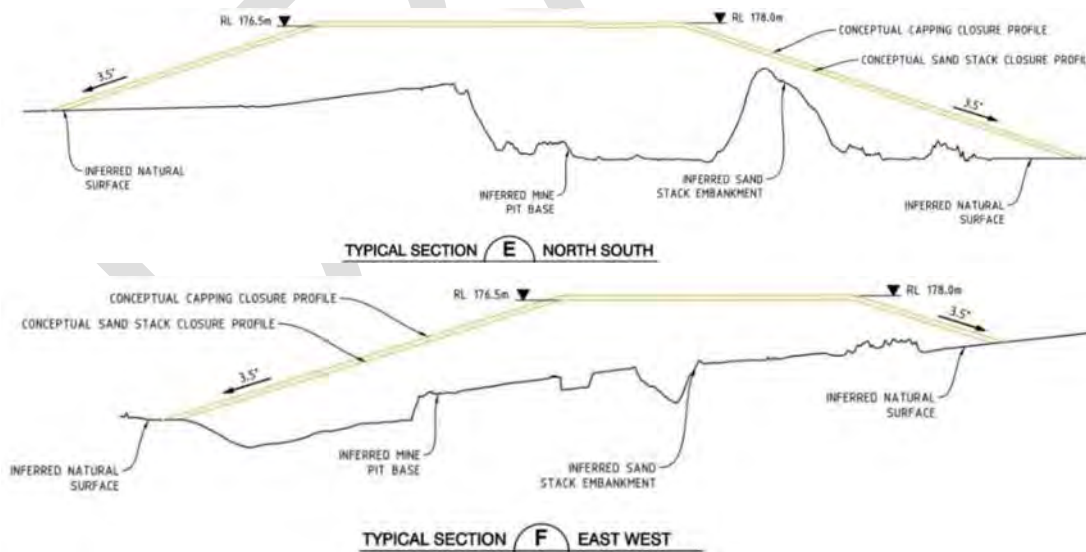 RL 176.5m
RL 178.0m
CONCEPTUAL CAPPING CLOSURE PROFILE
CONCEPTUAL SAND STACK CLOSURE PROFIL
3.5°
3.5°
INFERRED NATURAL
SURFACE
INFERRED MINE
PIT BASE
INFERRED SAND
STACK EMBANKMENT
INFERRED NATURAL
SURFACE
TYPICAL SECTION E NORTH SOUTH
CONCEPTUAL CAPPING CLOSURE PROFILE
CONCEPTUAL SAND STACK CLOSURE PROFILE
RL 176.5m
RL 178.0m
3.5°
3.5°
INFERRED NATURAL
SURFACE
INFERRED MINE
PIT BASE
INFERRED SAND
STACK EMBANKMENT
INFERRED NATURAL
SURFACE
TYPICAL SECTION F EAST WEST